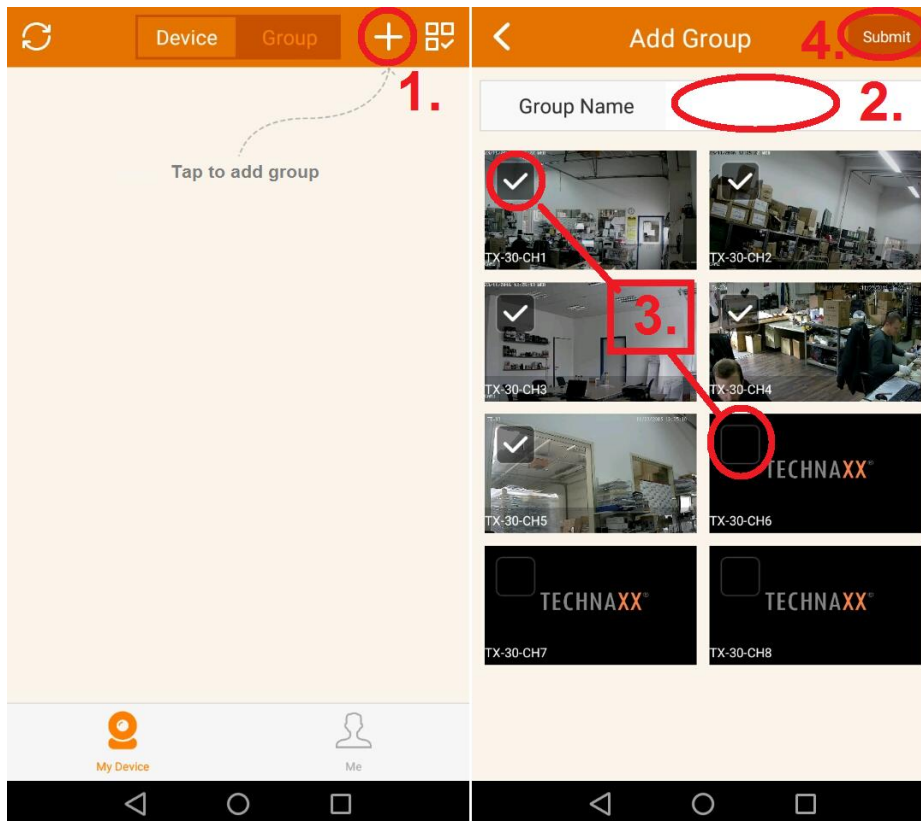 Device
Group
1.
Tap to add group
My Device
Me
Add Group
4.
Submit
Group Name
2.
TX-30-CH1
TX-30-CH2
3.
TX-30-CH3
TX-30-CH4
TX-30-CH5
TECHNAXX®
TX-30-CH6
TECHNAXX®
TX-30-CH7
TECHNAXX®
TX-30-CH8